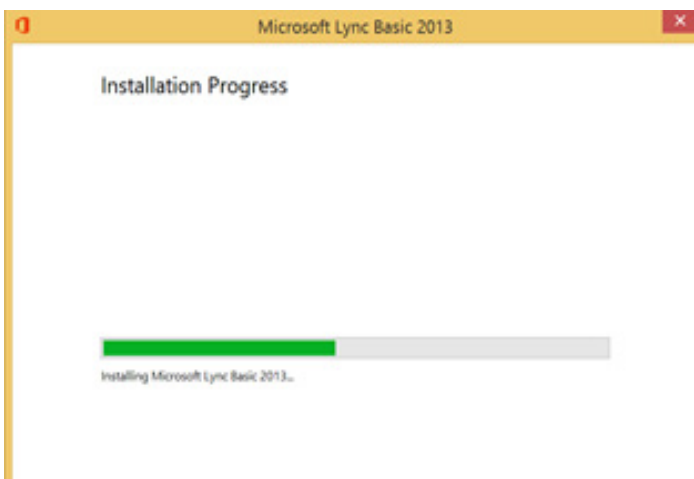 Microsoft Lync Basic 2013
Installation Progress
Installing Microsoft Lync Basic 2013...